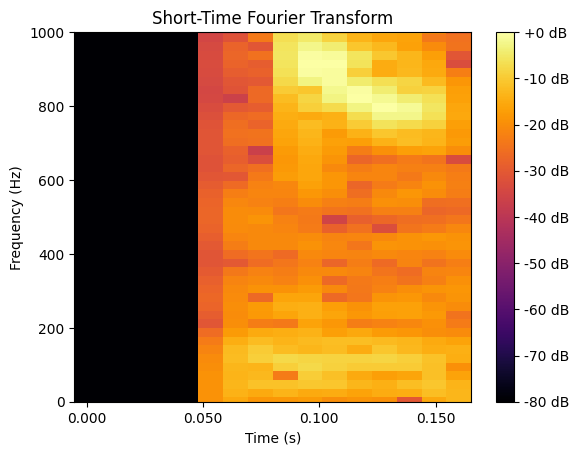 Short-Time Fourier Transform
1000
800
600
400
200
0
Frequency (Hz)
0.000
0.050
0.100
0.150
Time (s)
+0 dB
-10 dB
-20 dB
-30 dB
-40 dB
-50 dB
-60 dB
-70 dB
-80 dB